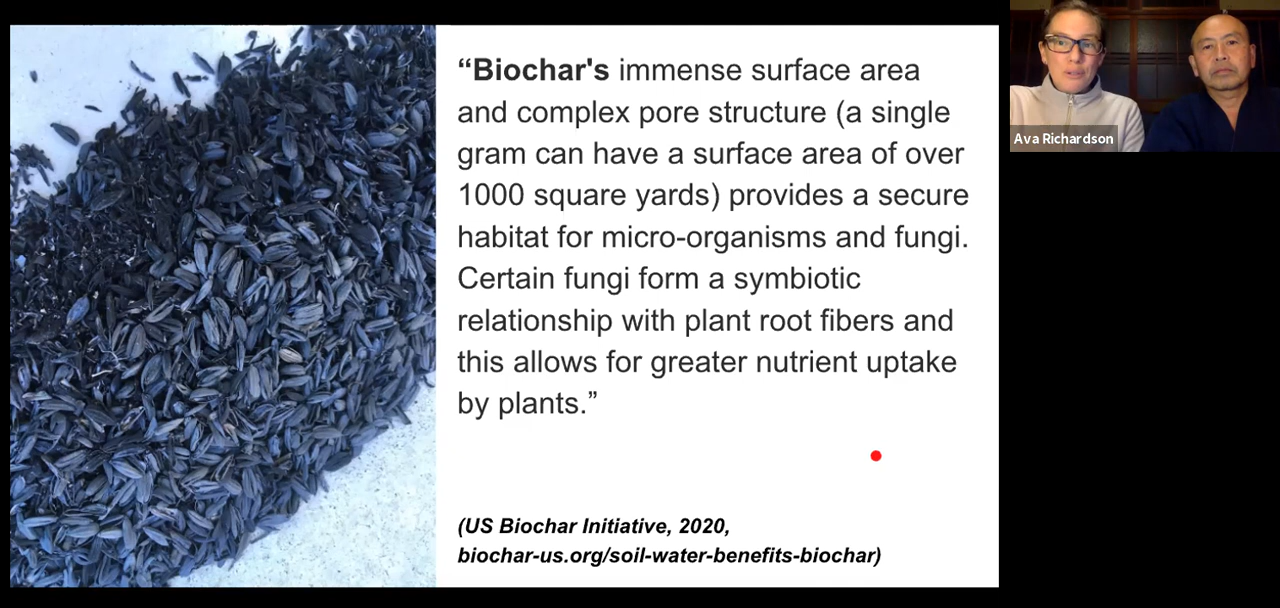 “Biochar's immense surface area
and complex pore structure (a single
gram can have a surface area of over
1000 square yards) provides a secure
habitat for micro-organisms and fungi.
Certain fungi form a symbiotic
relationship with plant root fibers and
this allows for greater nutrient uptake
by plants.”
(US Biochar Initiative, 2020,
biochar-us.org/soil-water-benefits-biochar)
Ava Richardson